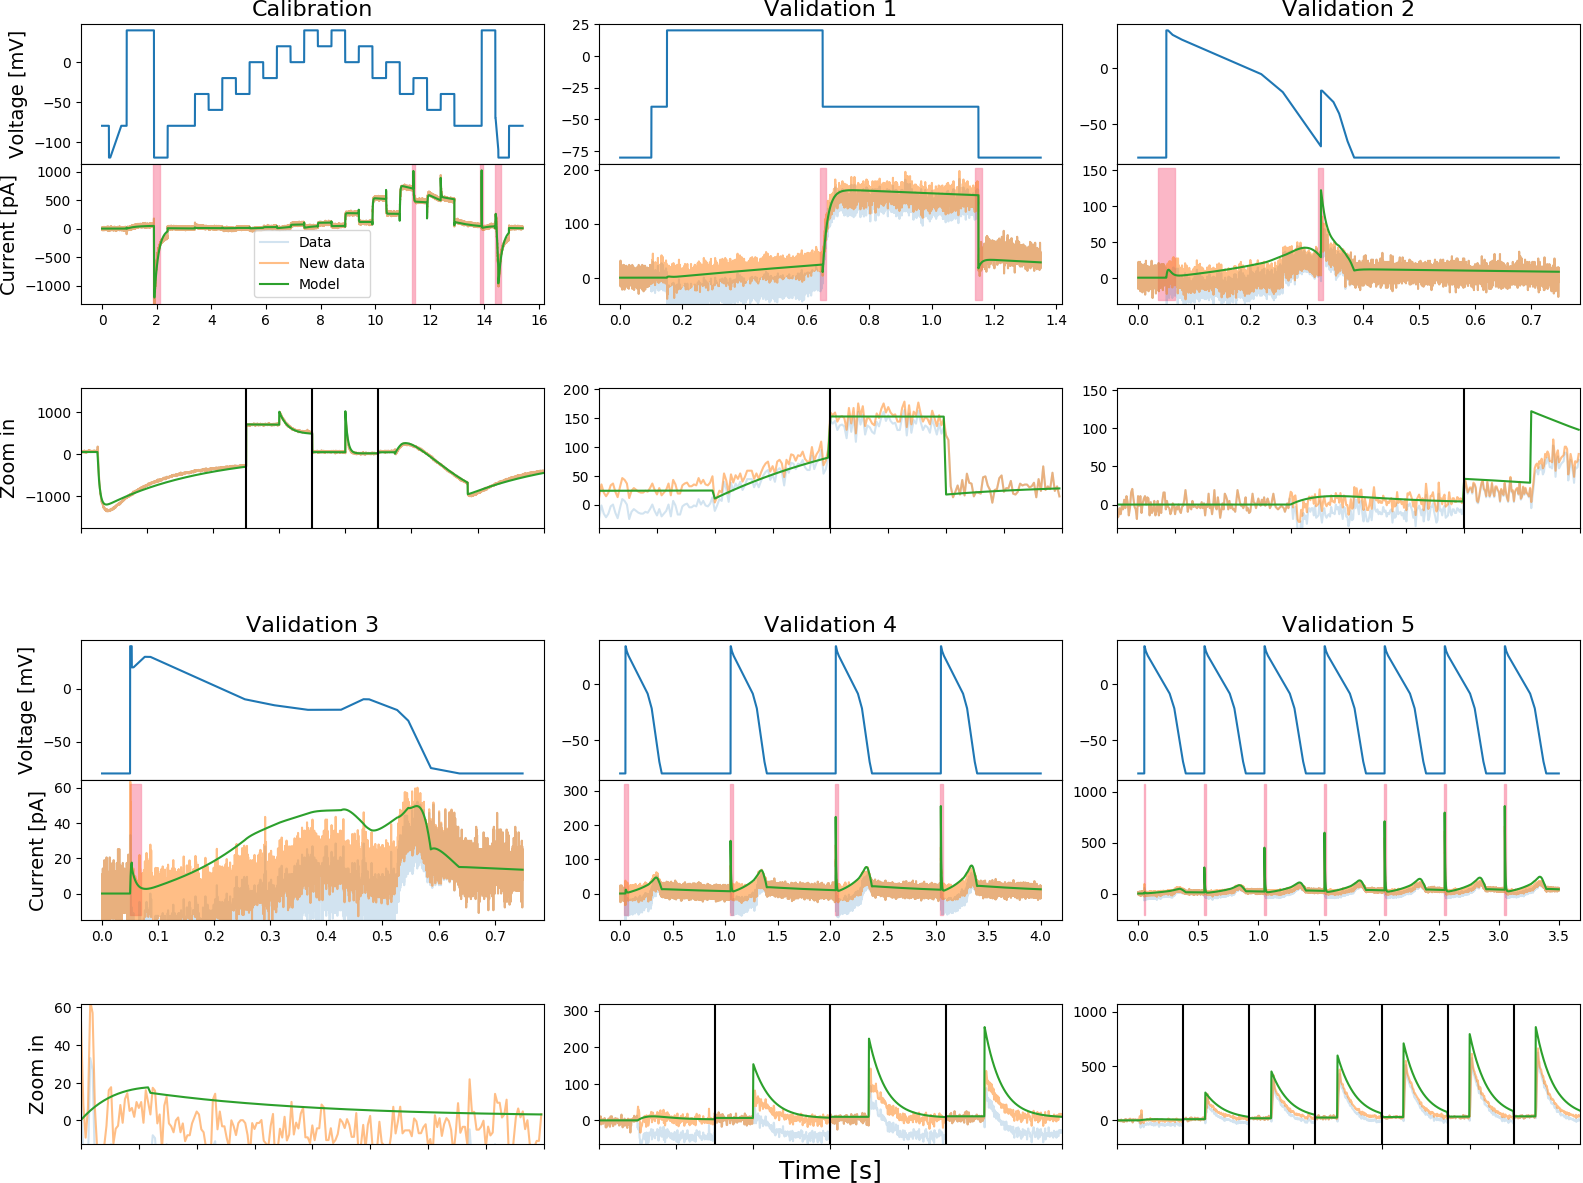 Calibration
Validation 1
Validation 2
Voltage [mV]
0
−50
−100
25
0
−25
−50
−75
0
−50
Current [pA]
1000
500
0
−500
−1000
Data
New data
Model
200
100
0
150
100
50
0
0 2 4 6 8 10 12 14 16
0.0 0.2 0.4 0.6 0.8 1.0 1.2 1.4
0.0 0.1 0.2 0.3 0.4 0.5 0.6 0.7
Zoom in
1000
0
−1000
200
150
100
50
0
150
100
50
0
Validation 3
Validation 4
Validation 5
Voltage [mV]
0
−50
0
−50
0
−50
Current [pA]
60
40
20
0
300
200
100
0
1000
500
0
0.0 0.1 0.2 0.3 0.4 0.5 0.6 0.7
0.0 0.5 1.0 1.5 2.0 2.5 3.0 3.5 4.0
0.0 0.5 1.0 1.5 2.0 2.5 3.0 3.5
Zoom in
60
40
20
0
300
200
100
0
1000
500
0
Time [s]